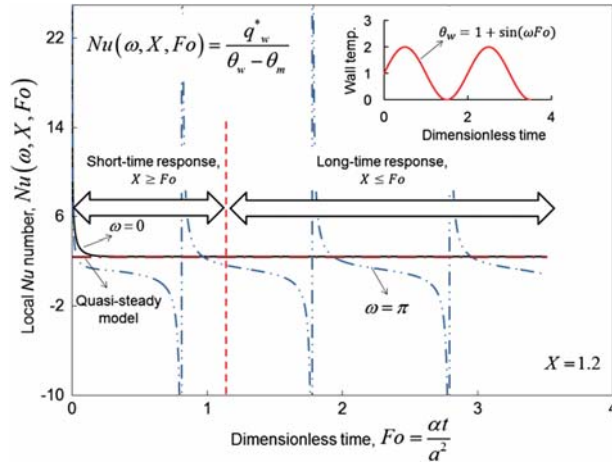 22
14
6
-2
-10
Local Nu number, Nu(ω, X, Fo)
Nu(ω, X, Fo) = q*w / (θw − θm)
3
2
1
0
Wall temp.
θw = 1 + sin(ωFo)
0 2 4
Dimensionless time
Short-time response,
X ≥ Fo
Long-time response,
X ≤ Fo
ω=0
Quasi-steady
model
ω=π
X=1.2
0 1 2 3 4
Dimensionless time, Fo = αt / a²